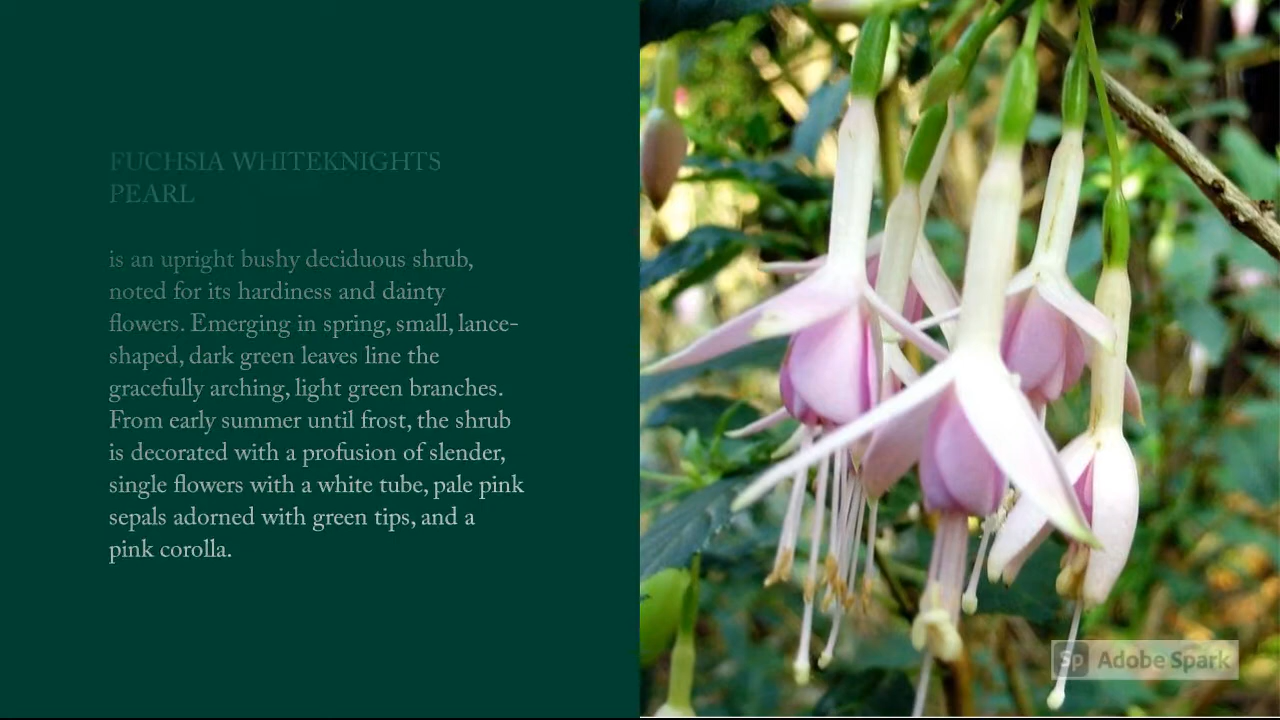 FUCHSIA WHITEKNIGHTS
PEARL
is an upright bushy deciduous shrub,
noted for its hardiness and dainty
flowers. Emerging in spring, small, lance-
shaped, dark green leaves line the
gracefully arching, light green branches.
From early summer until frost, the shrub
is decorated with a profusion of slender,
single flowers with a white tube, pale pink
sepals adorned with green tips, and a
pink corolla.
Sp Adobe Spark